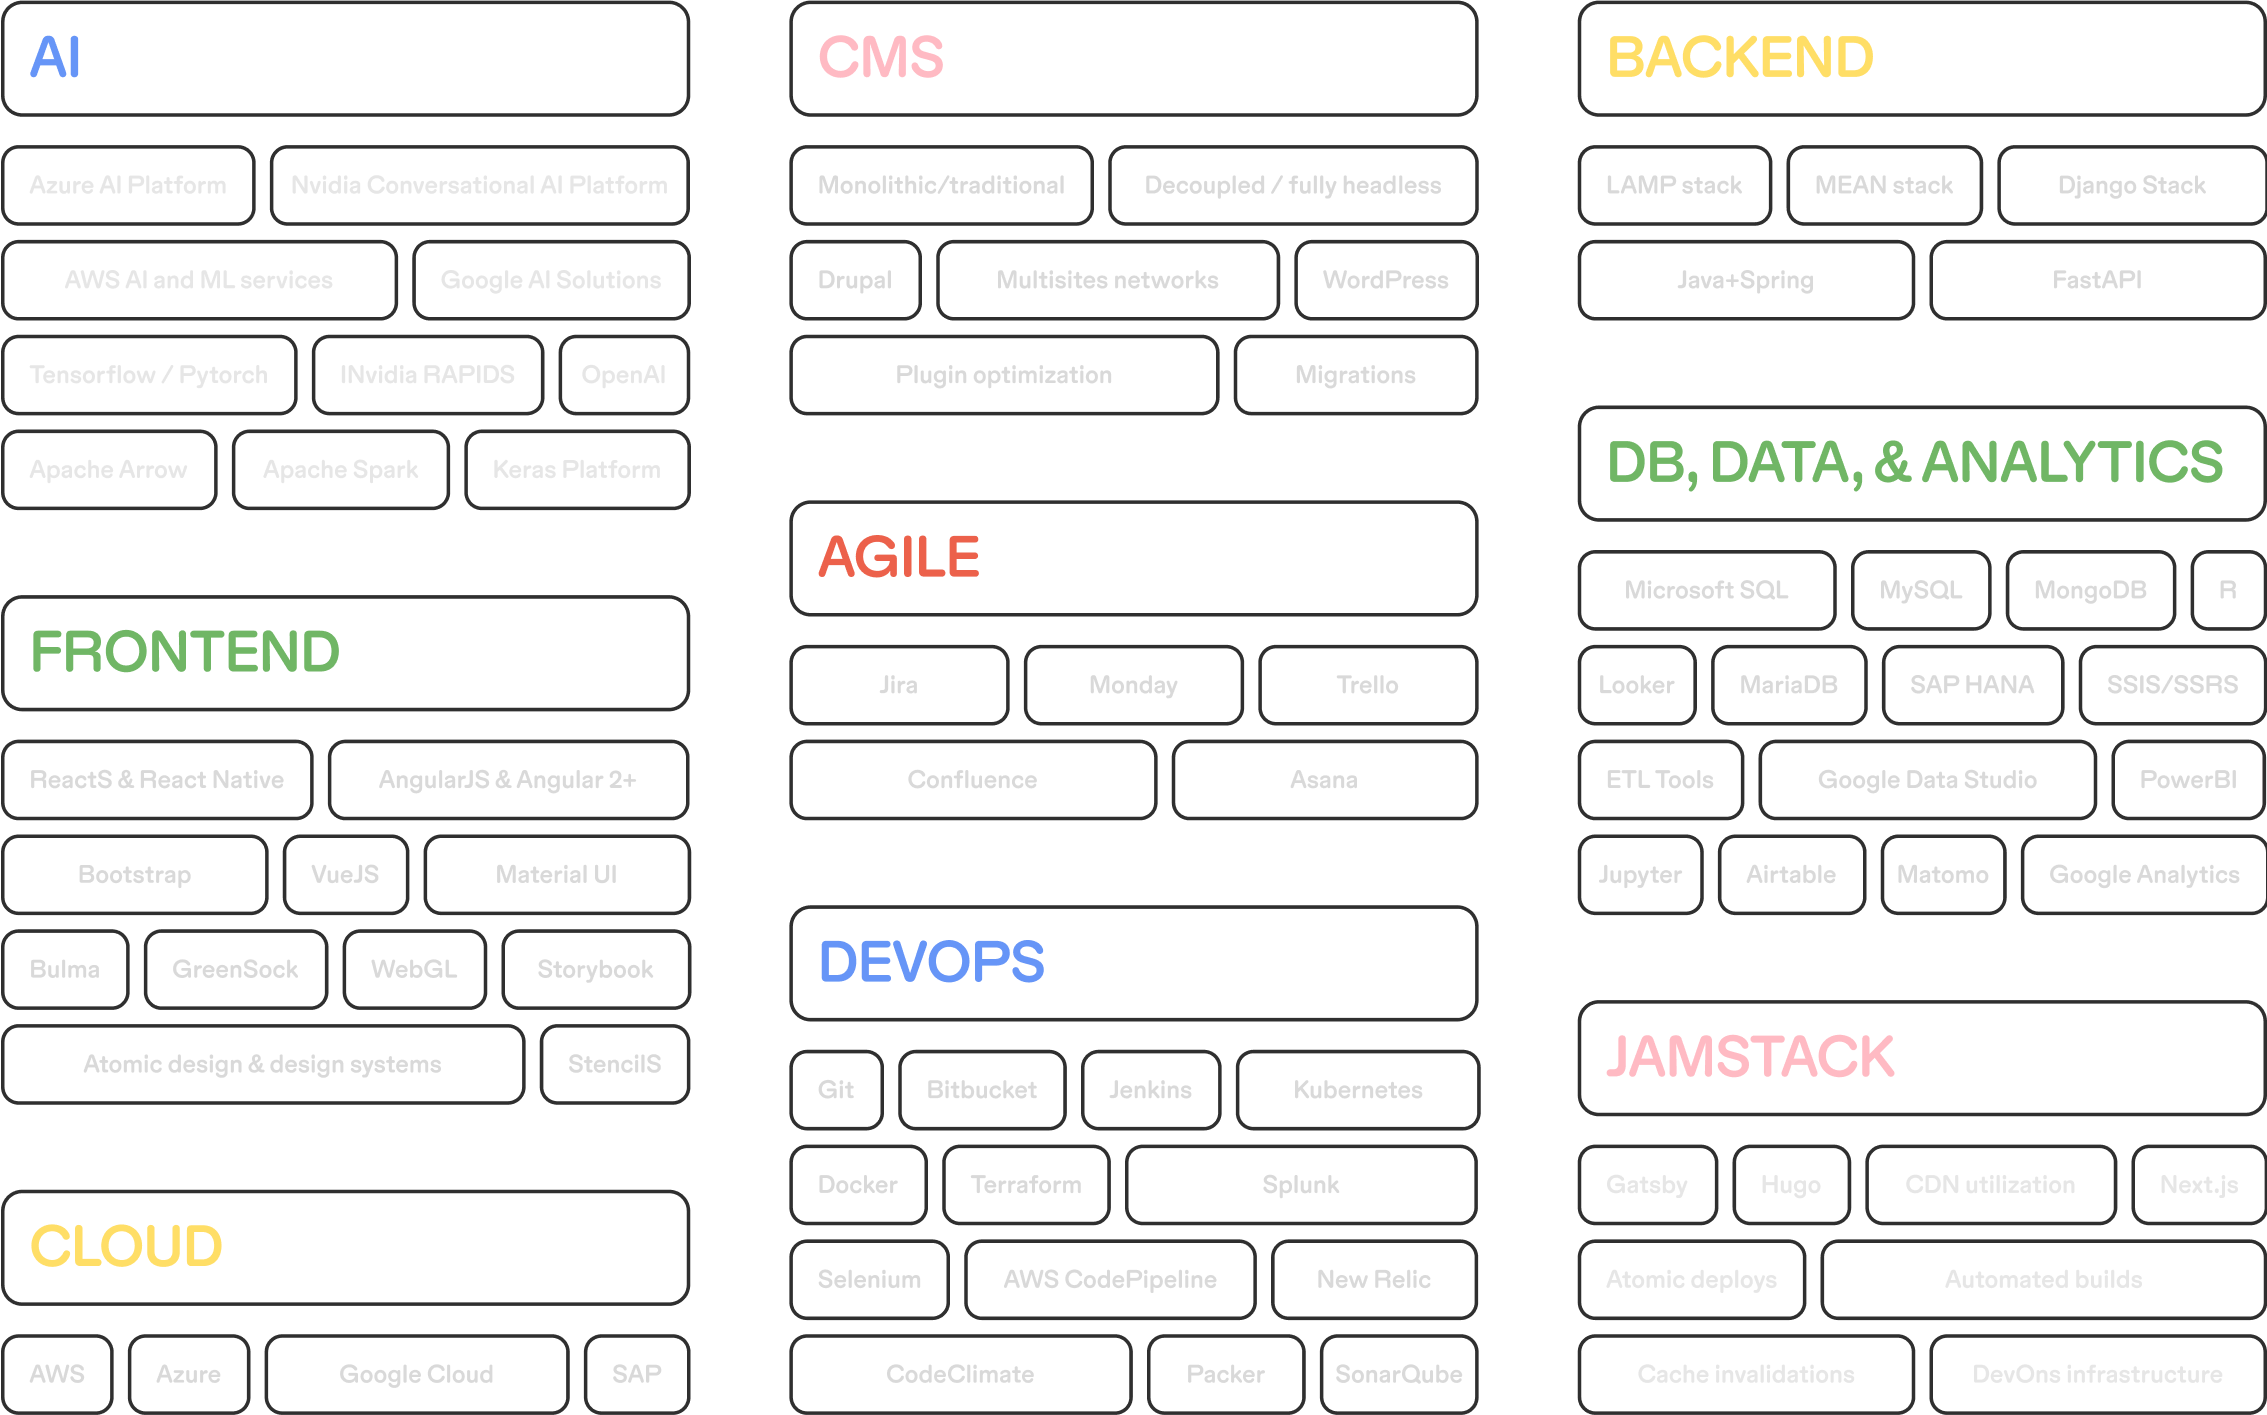 AI
Azure AI Platform
Nvidia Conversational AI Platform
AWS AI and ML services
Google AI Solutions
Tensorflow / Pytorch
INvidia RAPIDS
OpenAI
Apache Arrow
Apache Spark
Keras Platform
FRONTEND
ReactS & React Native
AngularJS & Angular 2+
Bootstrap
VueJS
Material UI
Bulma
GreenSock
WebGL
Storybook
Atomic design & design systems
StencilS
CLOUD
AWS
Azure
Google Cloud
SAP
CMS
Monolithic/traditional
Decoupled / fully headless
Drupal
Multisites networks
WordPress
Plugin optimization
Migrations
AGILE
Jira
Monday
Trello
Confluence
Asana
DEVOPS
Git
Bitbucket
Jenkins
Kubernetes
Docker
Terraform
Splunk
Selenium
AWS CodePipeline
New Relic
CodeClimate
Packer
SonarQube
BACKEND
LAMP stack
MEAN stack
Django Stack
Java+Spring
FastAPI
DB, DATA, & ANALYTICS
Microsoft SQL
MySQL
MongoDB
R
Looker
MariaDB
SAP HANA
SSIS/SSRS
ETL Tools
Google Data Studio
PowerBI
Jupyter
Airtable
Matomo
Google Analytics
JAMSTACK
Gatsby
Hugo
CDN utilization
Next.js
Atomic deploys
Automated builds
Cache invalidations
DevOns infrastructure